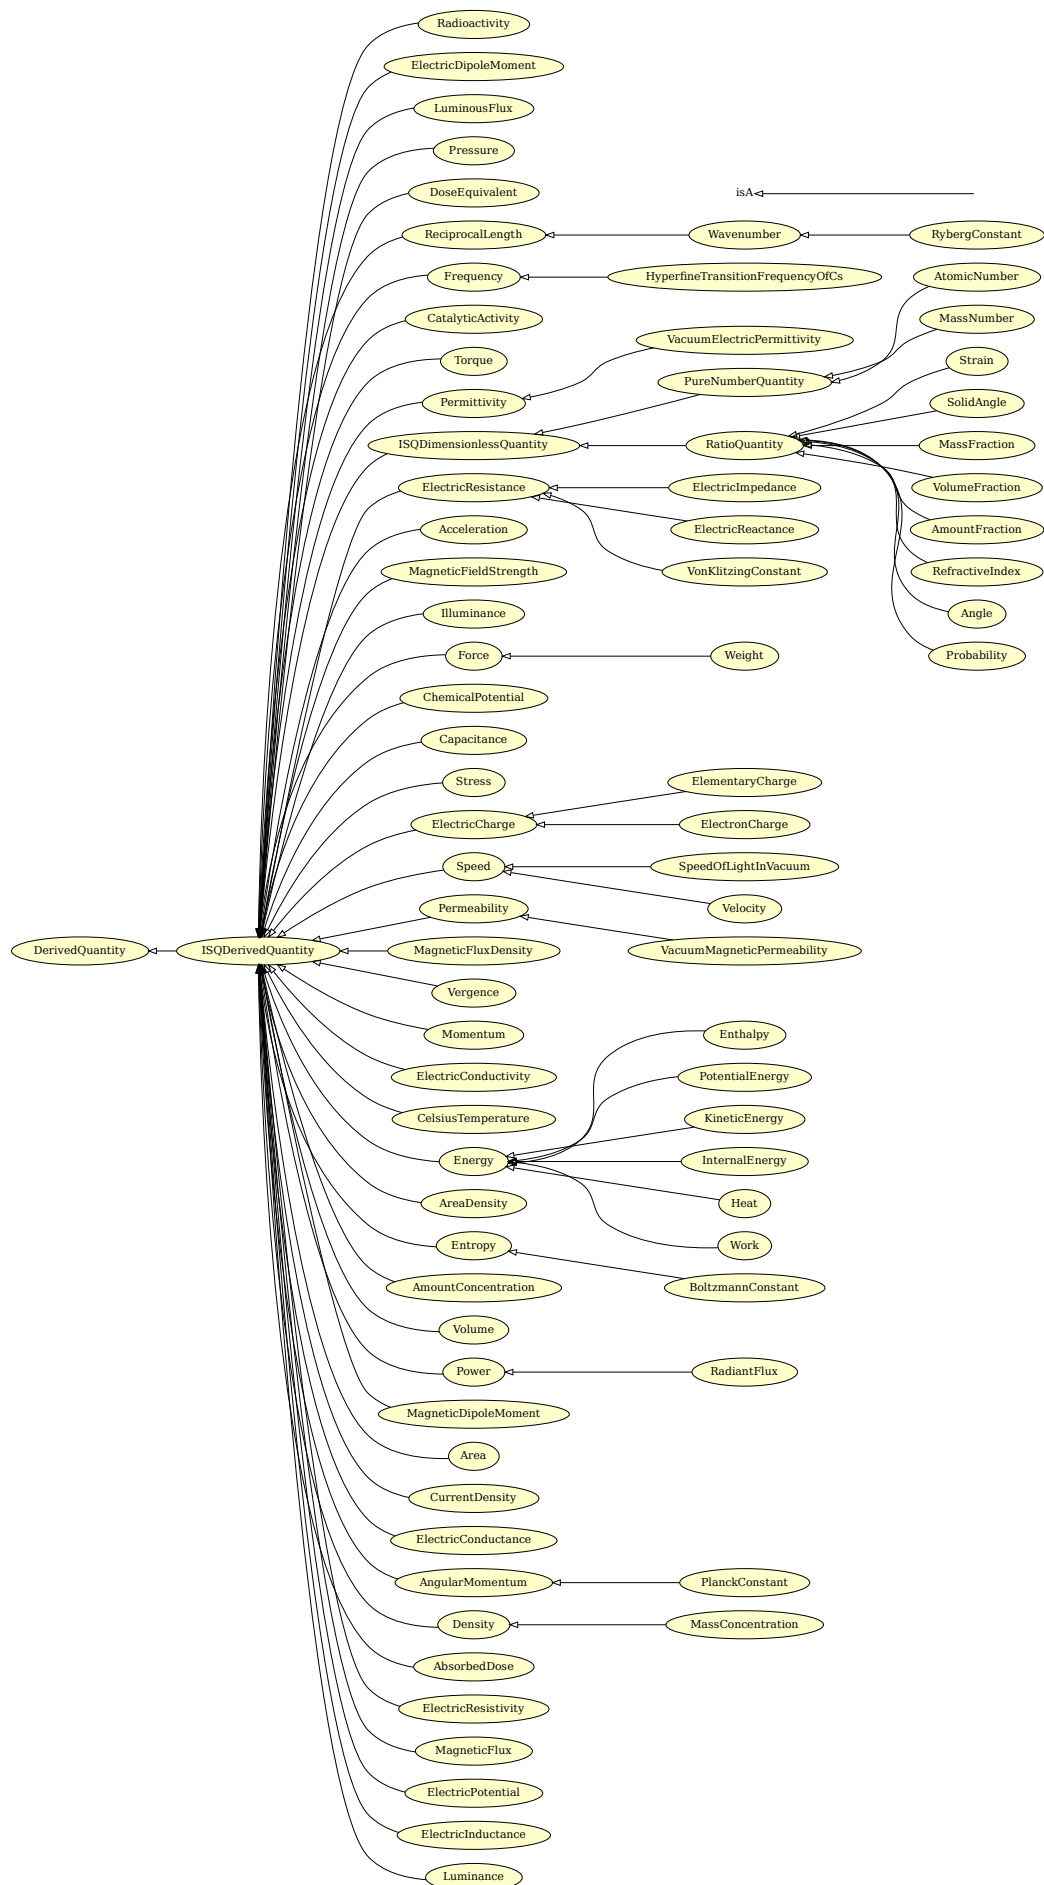 Radioactivity
ElectricDipoleMoment
LuminousFlux
Pressure
DoseEquivalent
isA
ReciprocalLength
Wavenumber
RybergConstant
Frequency
HyperfineTransitionFrequencyOfCs
AtomicNumber
CatalyticActivity
MassNumber
VacuumElectricPermittivity
Torque
Strain
PureNumberQuantity
Permittivity
SolidAngle
ISQDimensionlessQuantity
RatioQuantity
MassFraction
ElectricResistance
ElectricImpedance
VolumeFraction
Acceleration
ElectricReactance
AmountFraction
MagneticFieldStrength
VonKlitzingConstant
RefractiveIndex
Illuminance
Angle
Force
Weight
Probability
ChemicalPotential
Capacitance
Stress
ElementaryCharge
ElectricCharge
ElectronCharge
Speed
SpeedOfLightInVacuum
Permeability
Velocity
DerivedQuantity
ISQDerivedQuantity
MagneticFluxDensity
VacuumMagneticPermeability
Vergence
Momentum
Enthalpy
ElectricConductivity
PotentialEnergy
CelsiusTemperature
KineticEnergy
Energy
InternalEnergy
AreaDensity
Heat
Entropy
Work
AmountConcentration
BoltzmannConstant
Volume
Power
RadiantFlux
MagneticDipoleMoment
Area
CurrentDensity
ElectricConductance
AngularMomentum
PlanckConstant
Density
MassConcentration
AbsorbedDose
ElectricResistivity
MagneticFlux
ElectricPotential
ElectricInductance
Luminance